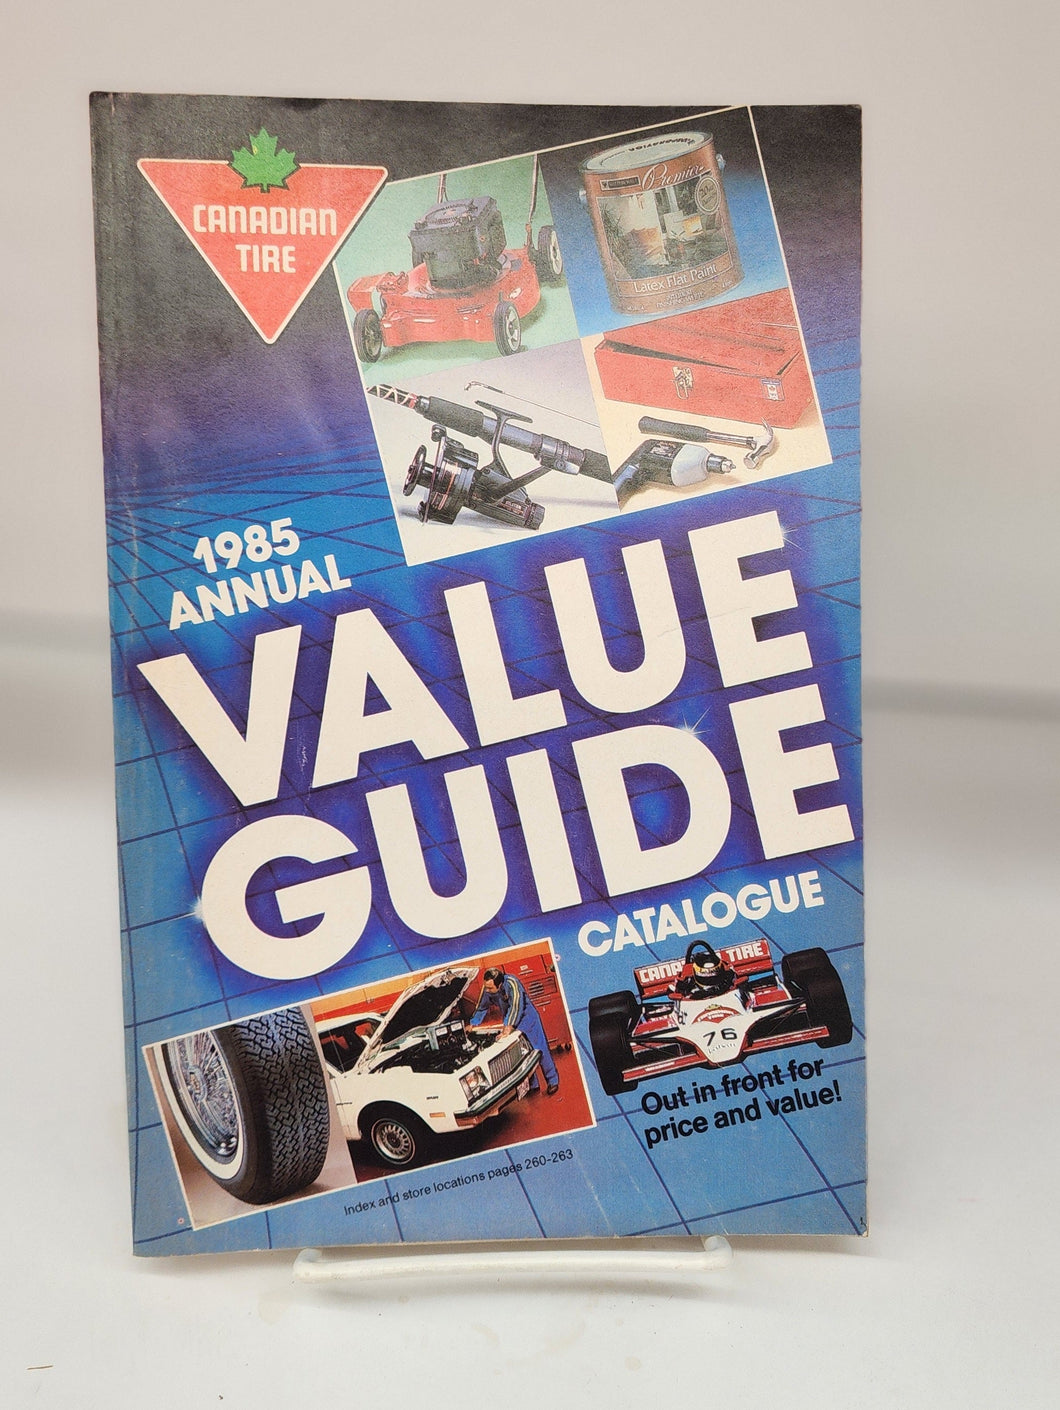 CANADIAN
TIRE
Premier
Latex Flat Paint
1985
ANNUAL
VALUE
GUIDE
CATALOGUE
CANADIAN TIRE
76
Out in front for
price and value!
Index and store locations pages 260-263